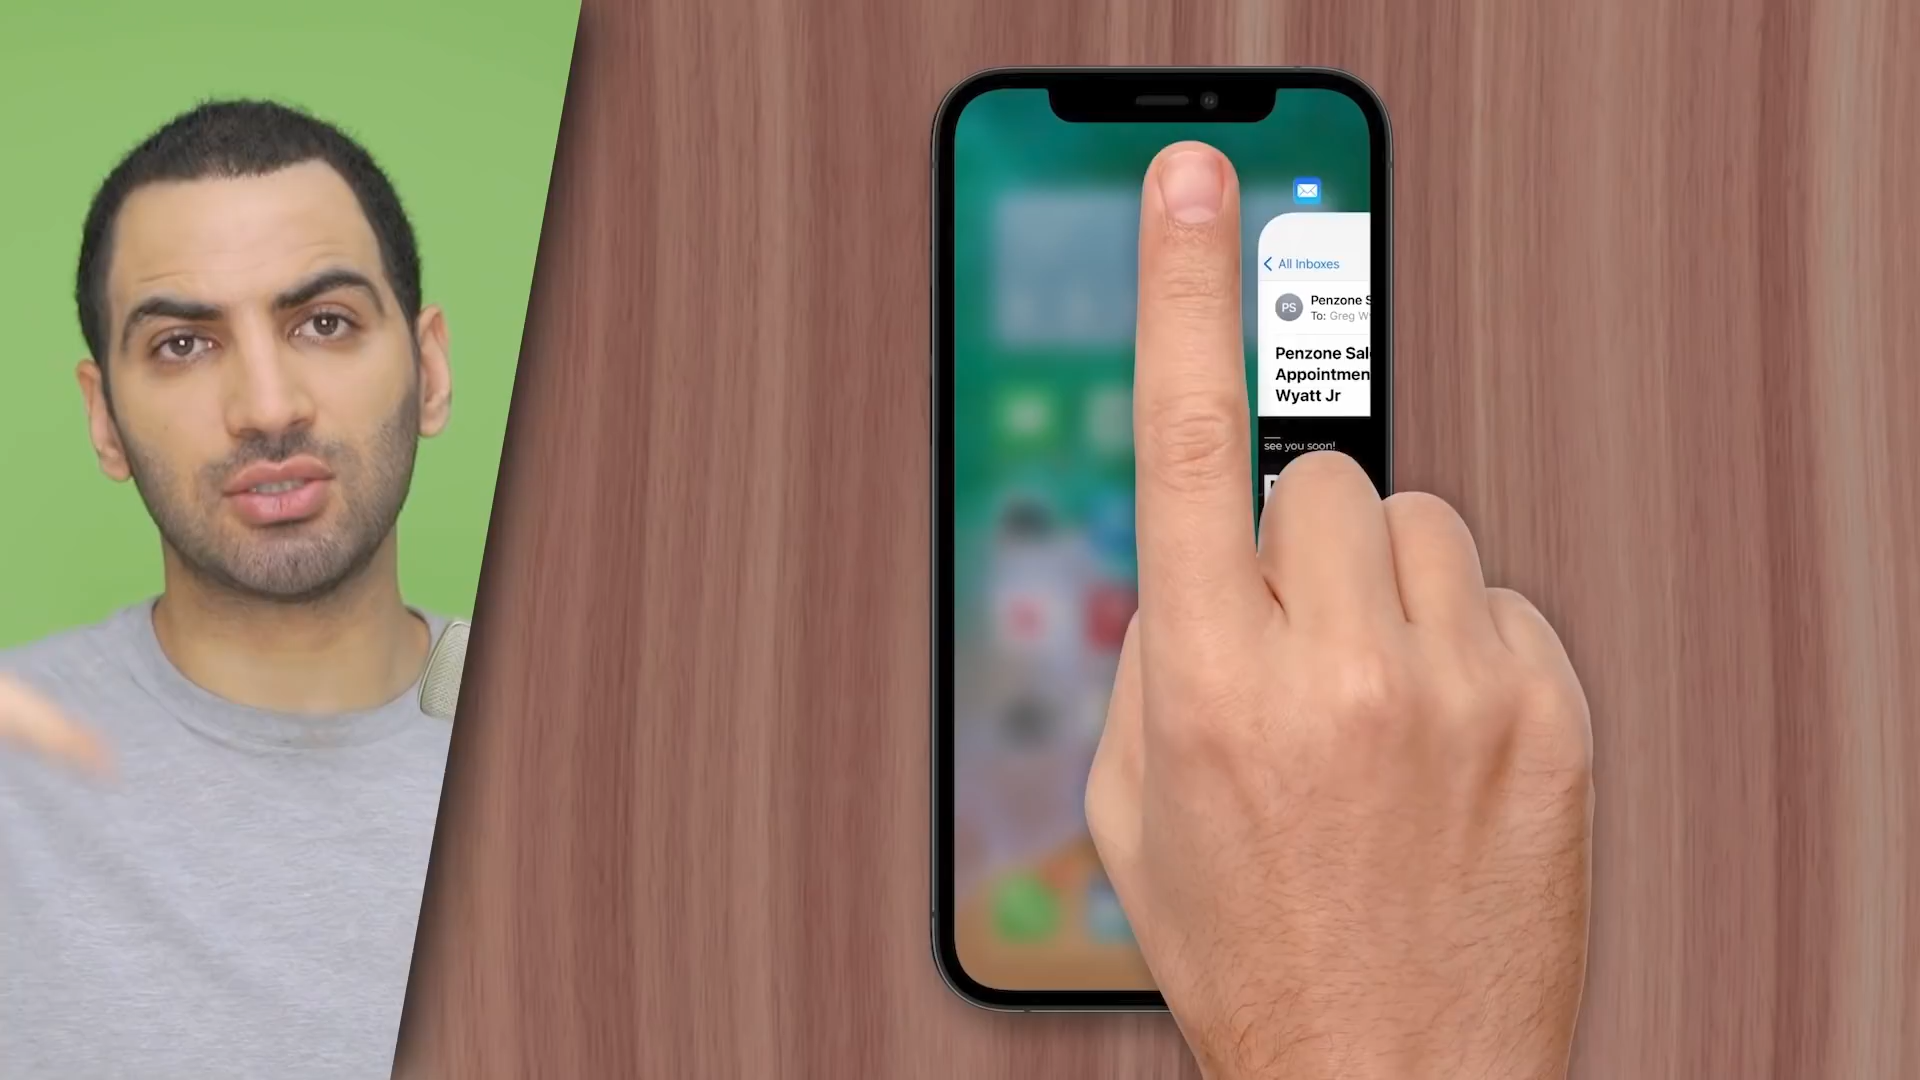 All Inboxes
PS
Penzone S
To: Greg W
Penzone Sal
Appointmen
Wyatt Jr
see you soon!